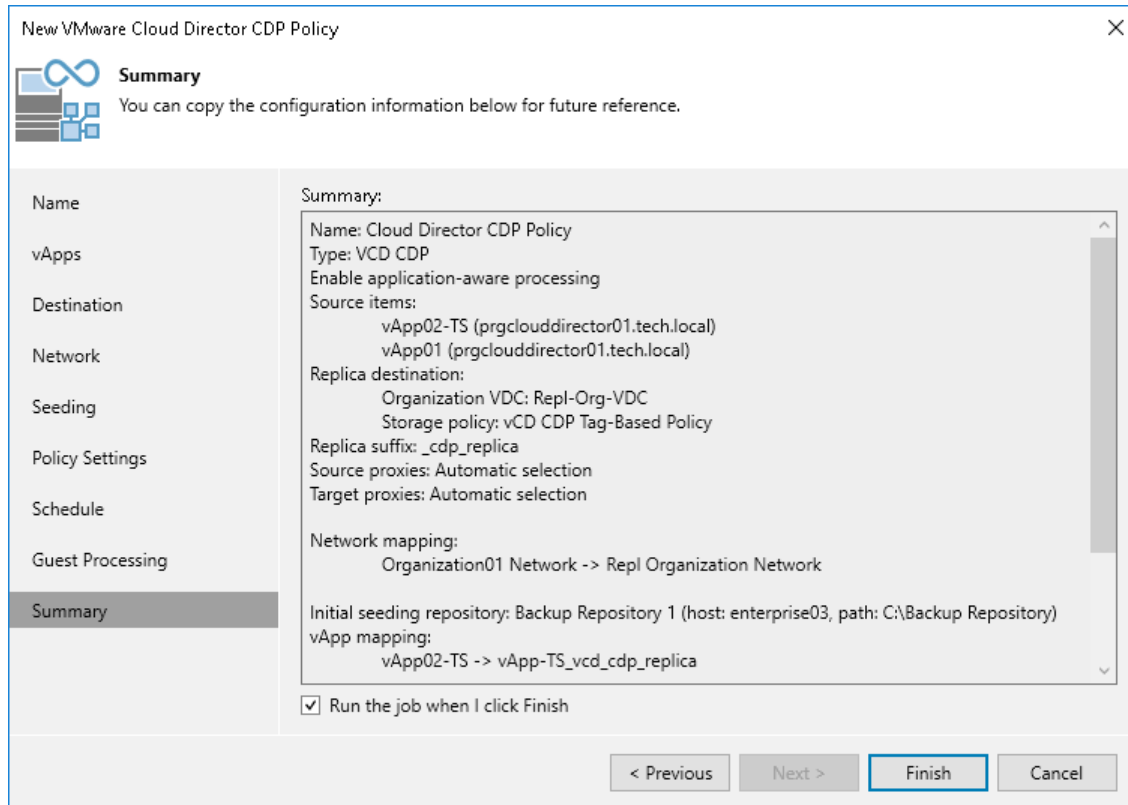 New VMware Cloud Director CDP Policy
Summary
You can copy the configuration information below for future reference.
Name
vApps
Destination
Network
Seeding
Policy Settings
Schedule
Guest Processing
Summary
Summary:
Name: Cloud Director CDP Policy
Type: VCD CDP
Enable application-aware processing
Source items:
vApp02-TS (prgclouddirector01.tech.local)
vApp01 (prgclouddirector01.tech.local)
Replica destination:
Organization VDC: Repl-Org-VDC
Storage policy: vCD CDP Tag-Based Policy
Replica suffix: _cdp_replica
Source proxies: Automatic selection
Target proxies: Automatic selection
Network mapping:
Organization01 Network -> Repl Organization Network
Initial seeding repository: Backup Repository 1 (host: enterprise03, path: C:\Backup Repository)
vApp mapping:
vApp02-TS -> vApp-TS_vcd_cdp_replica
Run the job when I click Finish
< Previous
Next >
Finish
Cancel